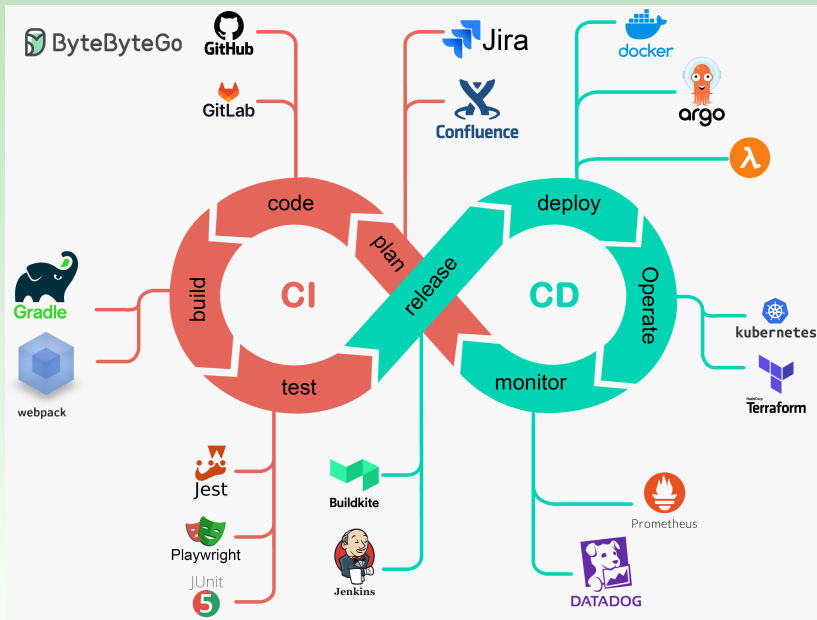 ByteByteGo
GitHub
GitLab
Jira
Confluence
docker
argo
λ
code
plan
build
CI
test
release
deploy
CD
Operate
monitor
Gradle
webpack
kubernetes
HashiCorp
Terraform
Jest
Playwright
JUnit
5
Buildkite
Jenkins
Prometheus
DATADOG